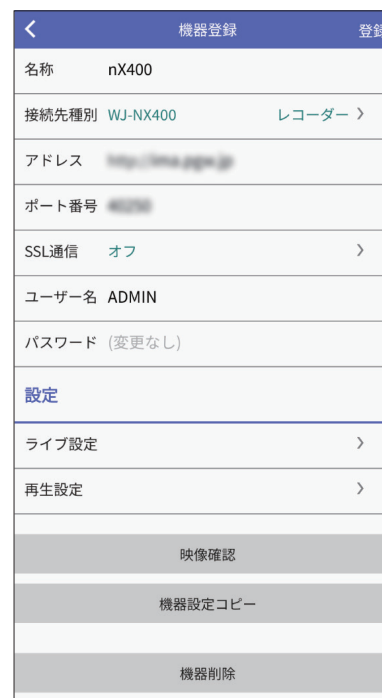 機器登録 登録
名称 nX400
接続先種別 WJ-NX400 レコーダー
アドレス
ポート番号
SSL通信 オフ
ユーザー名 ADMIN
パスワード (変更なし)
設定
ライブ設定
再生設定
映像確認
機器設定コピー
機器削除